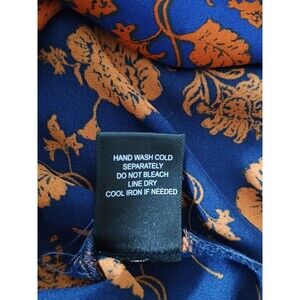 HAND WASH COLD
SEPARATELY
DO NOT BLEACH
LINE DRY
COOL IRON IF NEEDED